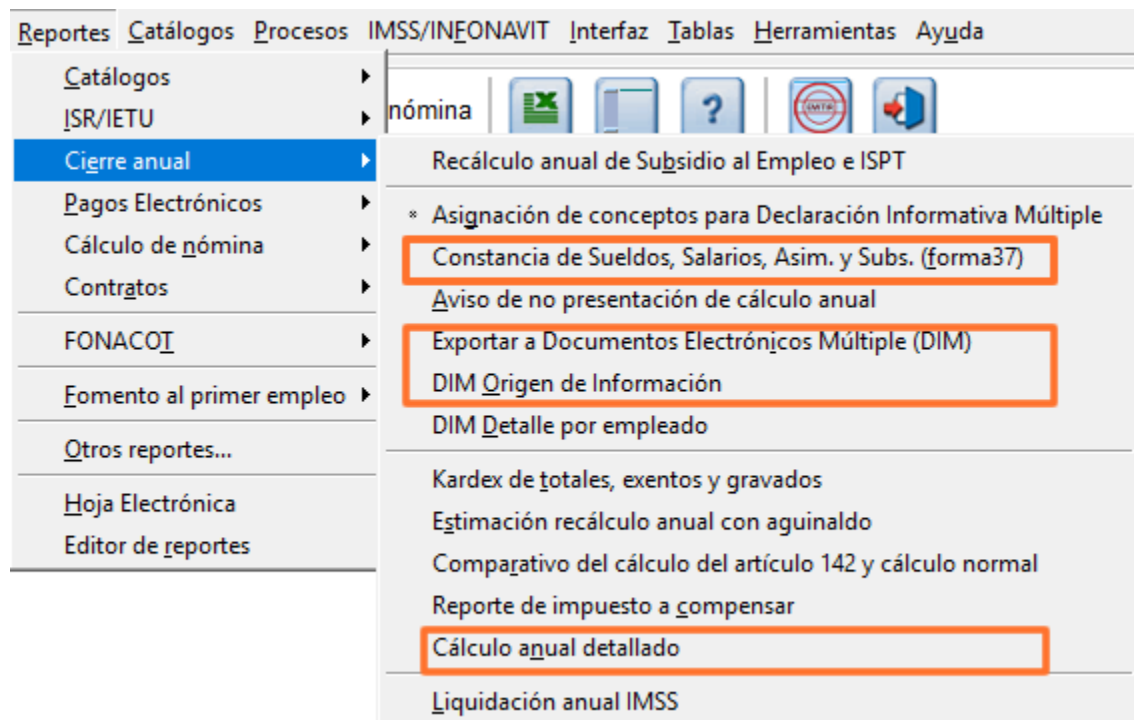 Reportes Catálogos Procesos IMSS/INFONAVIT Interfaz Tablas Herramientas Ayuda
Catálogos
ISR/IETU
Cierre anual
Pagos Electrónicos
Cálculo de nómina
Contratos
FONACOT
Fomento al primer empleo
Otros reportes...
Hoja Electrónica
Editor de reportes
nómina
?
EMITIR
Recálculo anual de Subsidio al Empleo e ISPT
Asignación de conceptos para Declaración Informativa Múltiple
Constancia de Sueldos, Salarios, Asim. y Subs. (forma37)
Aviso de no presentación de cálculo anual
Exportar a Documentos Electrónicos Múltiple (DIM)
DIM Origen de Información
DIM Detalle por empleado
Kardex de totales, exentos y gravados
Estimación recálculo anual con aguinaldo
Comparativo del cálculo del artículo 142 y cálculo normal
Reporte de impuesto a compensar
Cálculo anual detallado
Liquidación anual IMSS